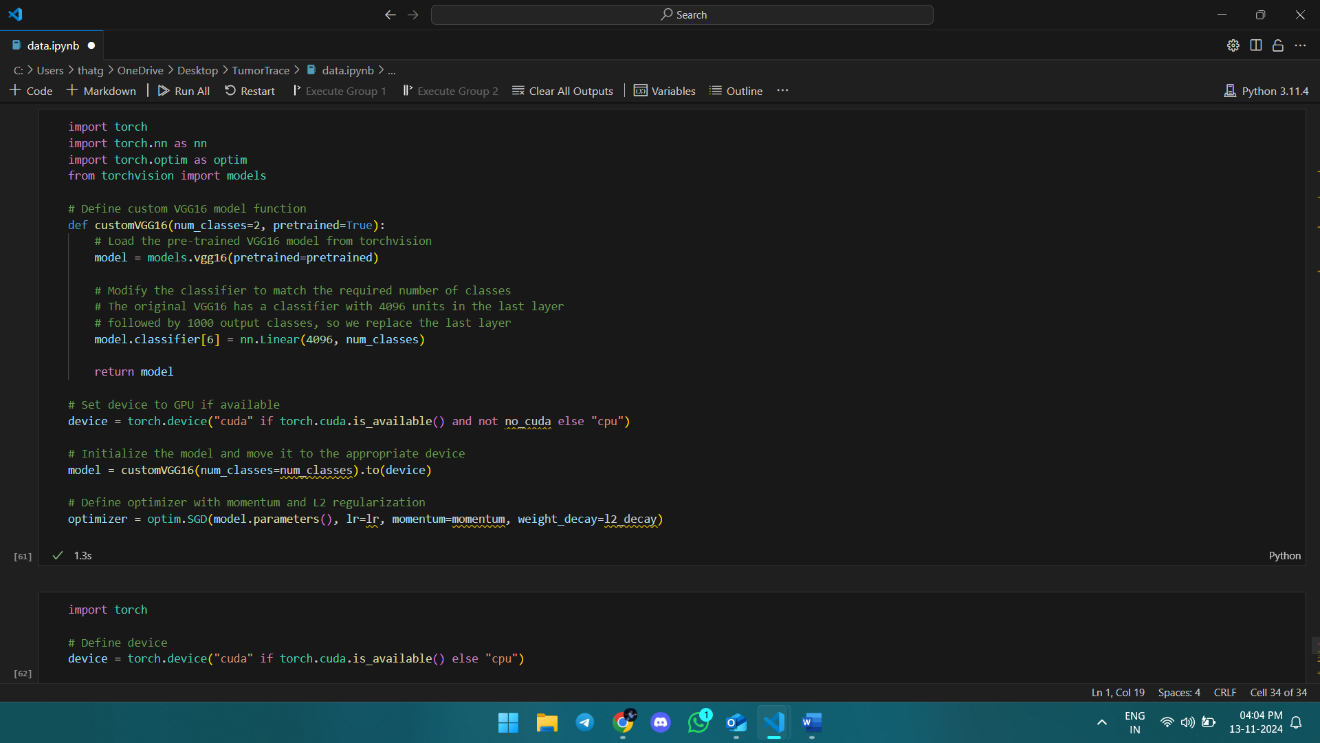 Search
data.ipynb
C: > Users > thatg > OneDrive > Desktop > TumorTrace > data.ipynb > ...
+ Code + Markdown | Run All Restart Execute Group 1 Execute Group 2 Clear All Outputs | Variables Outline ... Python 3.11.4
import torch
import torch.nn as nn
import torch.optim as optim
from torchvision import models
# Define custom VGG16 model function
def customVGG16(num_classes=2, pretrained=True):
    # Load the pre-trained VGG16 model from torchvision
    model = models.vgg16(pretrained=pretrained)
    # Modify the classifier to match the required number of classes
    # The original VGG16 has a classifier with 4096 units in the last layer
    # followed by 1000 output classes, so we replace the last layer
    model.classifier[6] = nn.Linear(4096, num_classes)
    return model
# Set device to GPU if available
device = torch.device("cuda" if torch.cuda.is_available() and not no_cuda else "cpu")
# Initialize the model and move it to the appropriate device
model = customVGG16(num_classes=num_classes).to(device)
# Define optimizer with momentum and L2 regularization
optimizer = optim.SGD(model.parameters(), lr=lr, momentum=momentum, weight_decay=l2_decay)
[61] 1.3s Python
import torch
# Define device
device = torch.device("cuda" if torch.cuda.is_available() else "cpu")
[62]
Ln 1, Col 19 Spaces: 4 CRLF Cell 34 of 34
1
ENG
IN
04:04 PM
13-11-2024